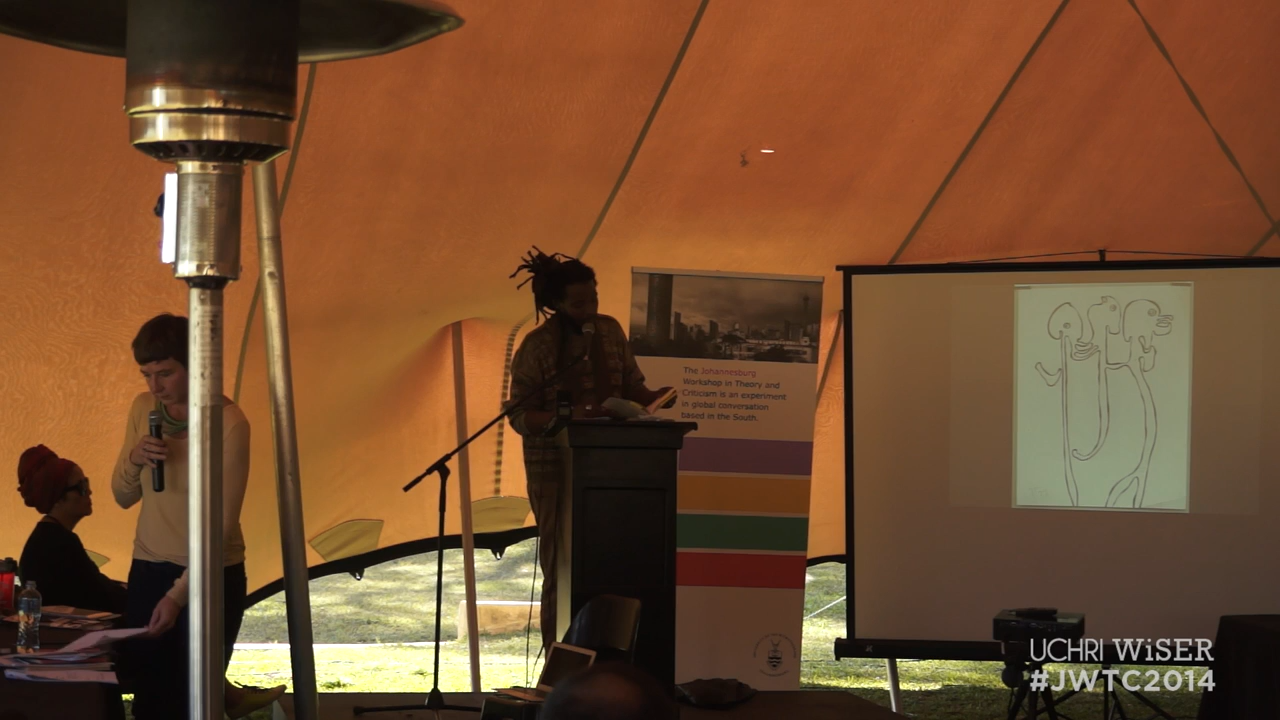 The Johannesburg
Workshop in Theory and
Criticism is an experiment
in global conversation
based in the South.
UCHRI WiSER
#JWTC2014